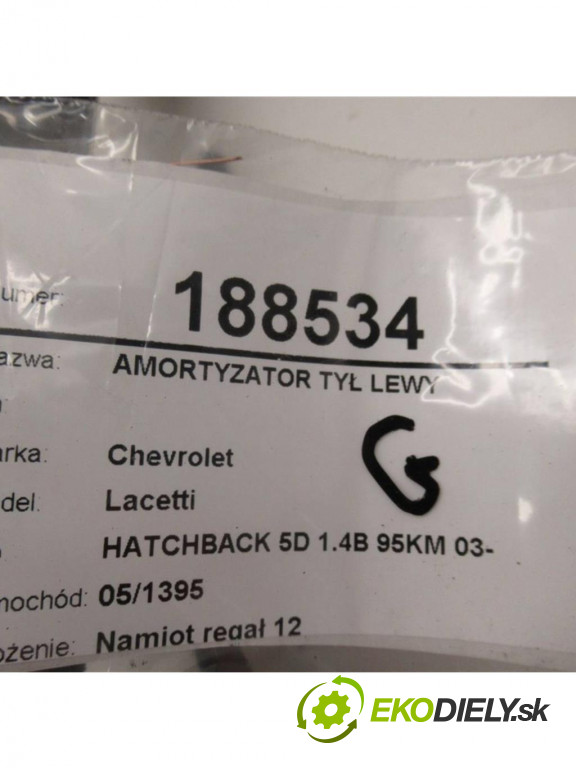 umer: 188534
azwa: AMORTYZATOR TYŁ LEWY
arka: Chevrolet
G
del: Lacetti
HATCHBACK 5D 1.4B 95KM 03-
mochód: 05/1395
ożenie: Namiot regał 12
EKODIELY.sk